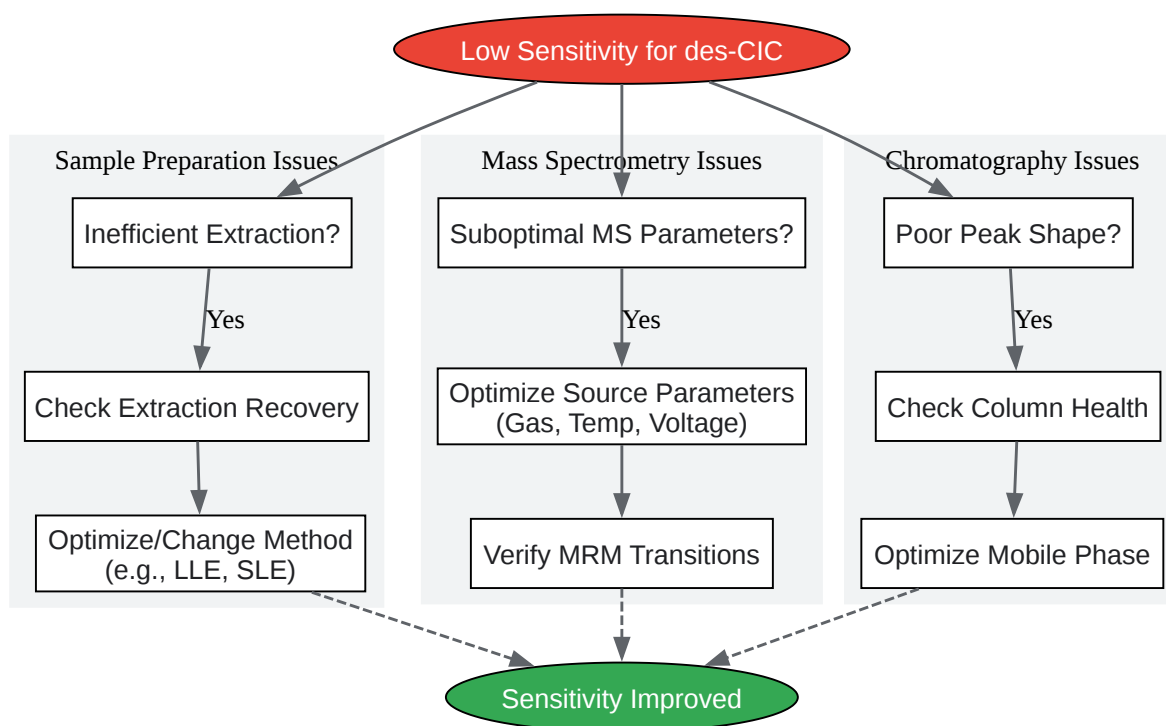 Low Sensitivity for des-CIC
Sample Preparation Issues
Mass Spectrometry Issues
Chromatography Issues
Inefficient Extraction?
Suboptimal MS Parameters?
Poor Peak Shape?
Yes
Yes
Yes
Check Extraction Recovery
Optimize Source Parameters
(Gas, Temp, Voltage)
Check Column Health
Optimize/Change Method
(e.g., LLE, SLE)
Verify MRM Transitions
Optimize Mobile Phase
Sensitivity Improved